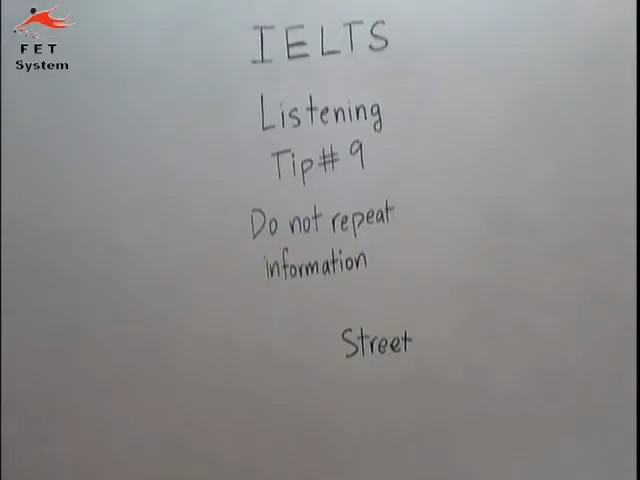 FET
System
IELTS
Listening
Tip# 9
Do not repeat
information
Street